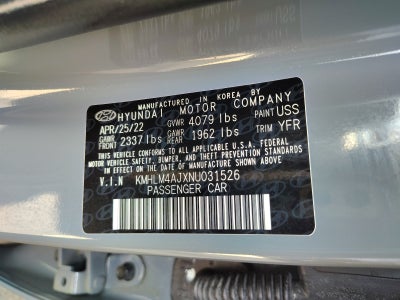 MANUFACTURED IN KOREA BY
HYUNDAI MOTOR COMPANY
APR/25/22 GVWR 4079 lbs PAINT USS
GAWR FRONT 2337 lbs GAWR REAR 1962 lbs TRIM YFR
THIS VEHICLE CONFORMS TO ALL APPLICABLE U.S.A. FEDERAL
MOTOR VEHICLE SAFETY, BUMPER, AND THEFT PREVENTION STANDARDS
IN EFFECT ON THE DATE OF MANUFACTURE SHOWN ABOVE.
V.I.N KMHLM4AJXNU031526
PASSENGER CAR